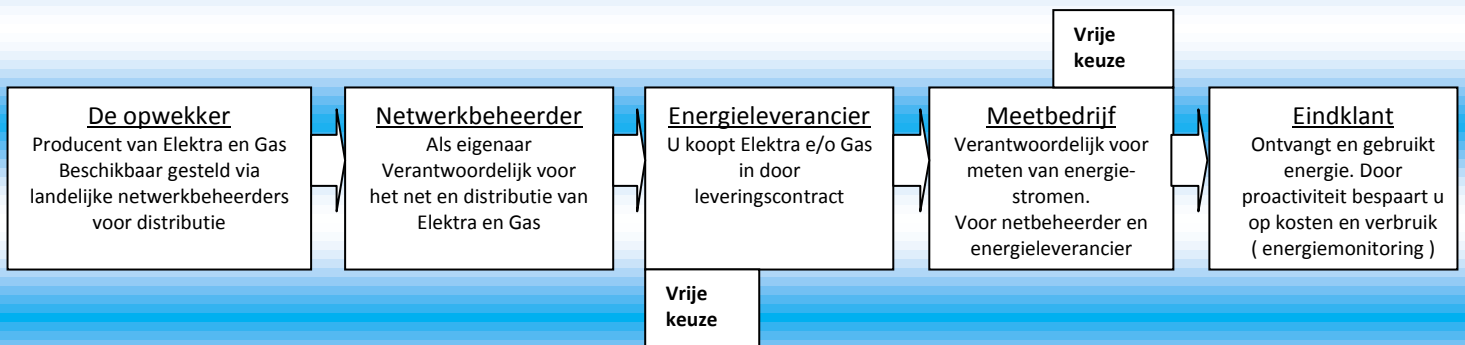 Vrije
keuze
De opwekker
Producent van Elektra en Gas
Beschikbaar gesteld via
landelijke netwerkbeheerders
voor distributie
Netwerkbeheerder
Als eigenaar
Verantwoordelijk voor
het net en distributie van
Elektra en Gas
Energieleverancier
U koopt Elektra e/o Gas
in door
leveringscontract
Meetbedrijf
Verantwoordelijk voor
meten van energie-
stromen.
Voor netbeheerder en
energieleverancier
Eindklant
Ontvangt en gebruikt
energie. Door
proactiviteit bespaart u
op kosten en verbruik
( energiemonitoring )
Vrije
keuze